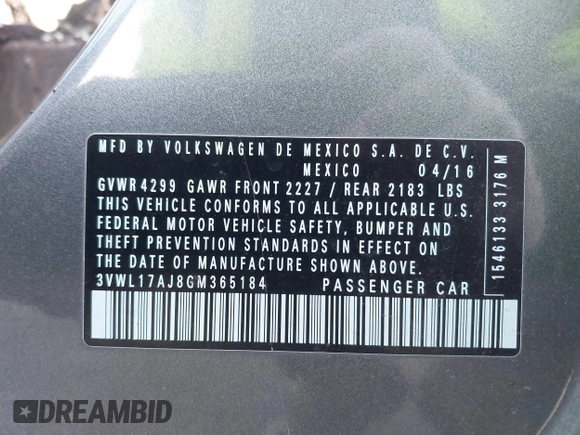 MFD BY VOLKSWAGEN DE MEXICO S.A. DE C.V.
MEXICO 04/16
GVWR 4299 GAWR FRONT 2227 / REAR 2183 LBS
THIS VEHICLE CONFORMS TO ALL APPLICABLE U.S.
FEDERAL MOTOR VEHICLE SAFETY, BUMPER AND
THEFT PREVENTION STANDARDS IN EFFECT ON
THE DATE OF MANUFACTURE SHOWN ABOVE.
3VWL17AJ8GM365184 PASSENGER CAR
1546133 3176 M
DREAMBID